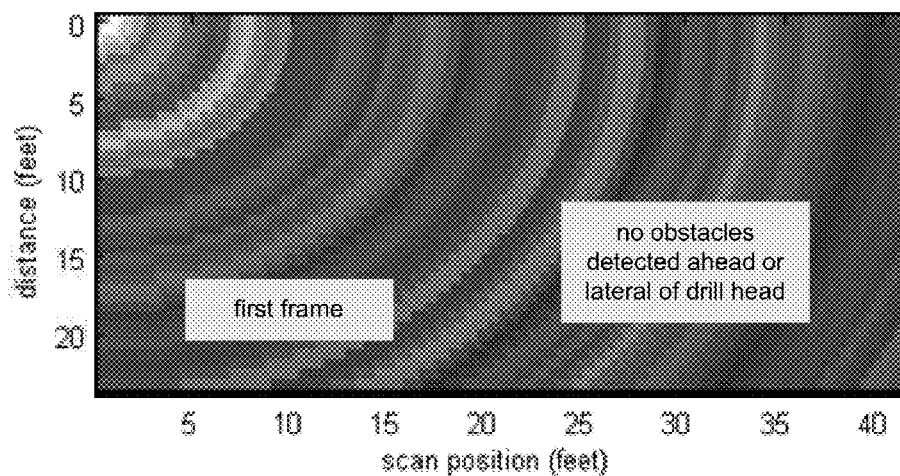 0
5
10
15
20
distance (feet)
first frame
no obstacles
detected ahead or
lateral of drill head
5 10 15 20 25 30 35 40
scan position (feet)